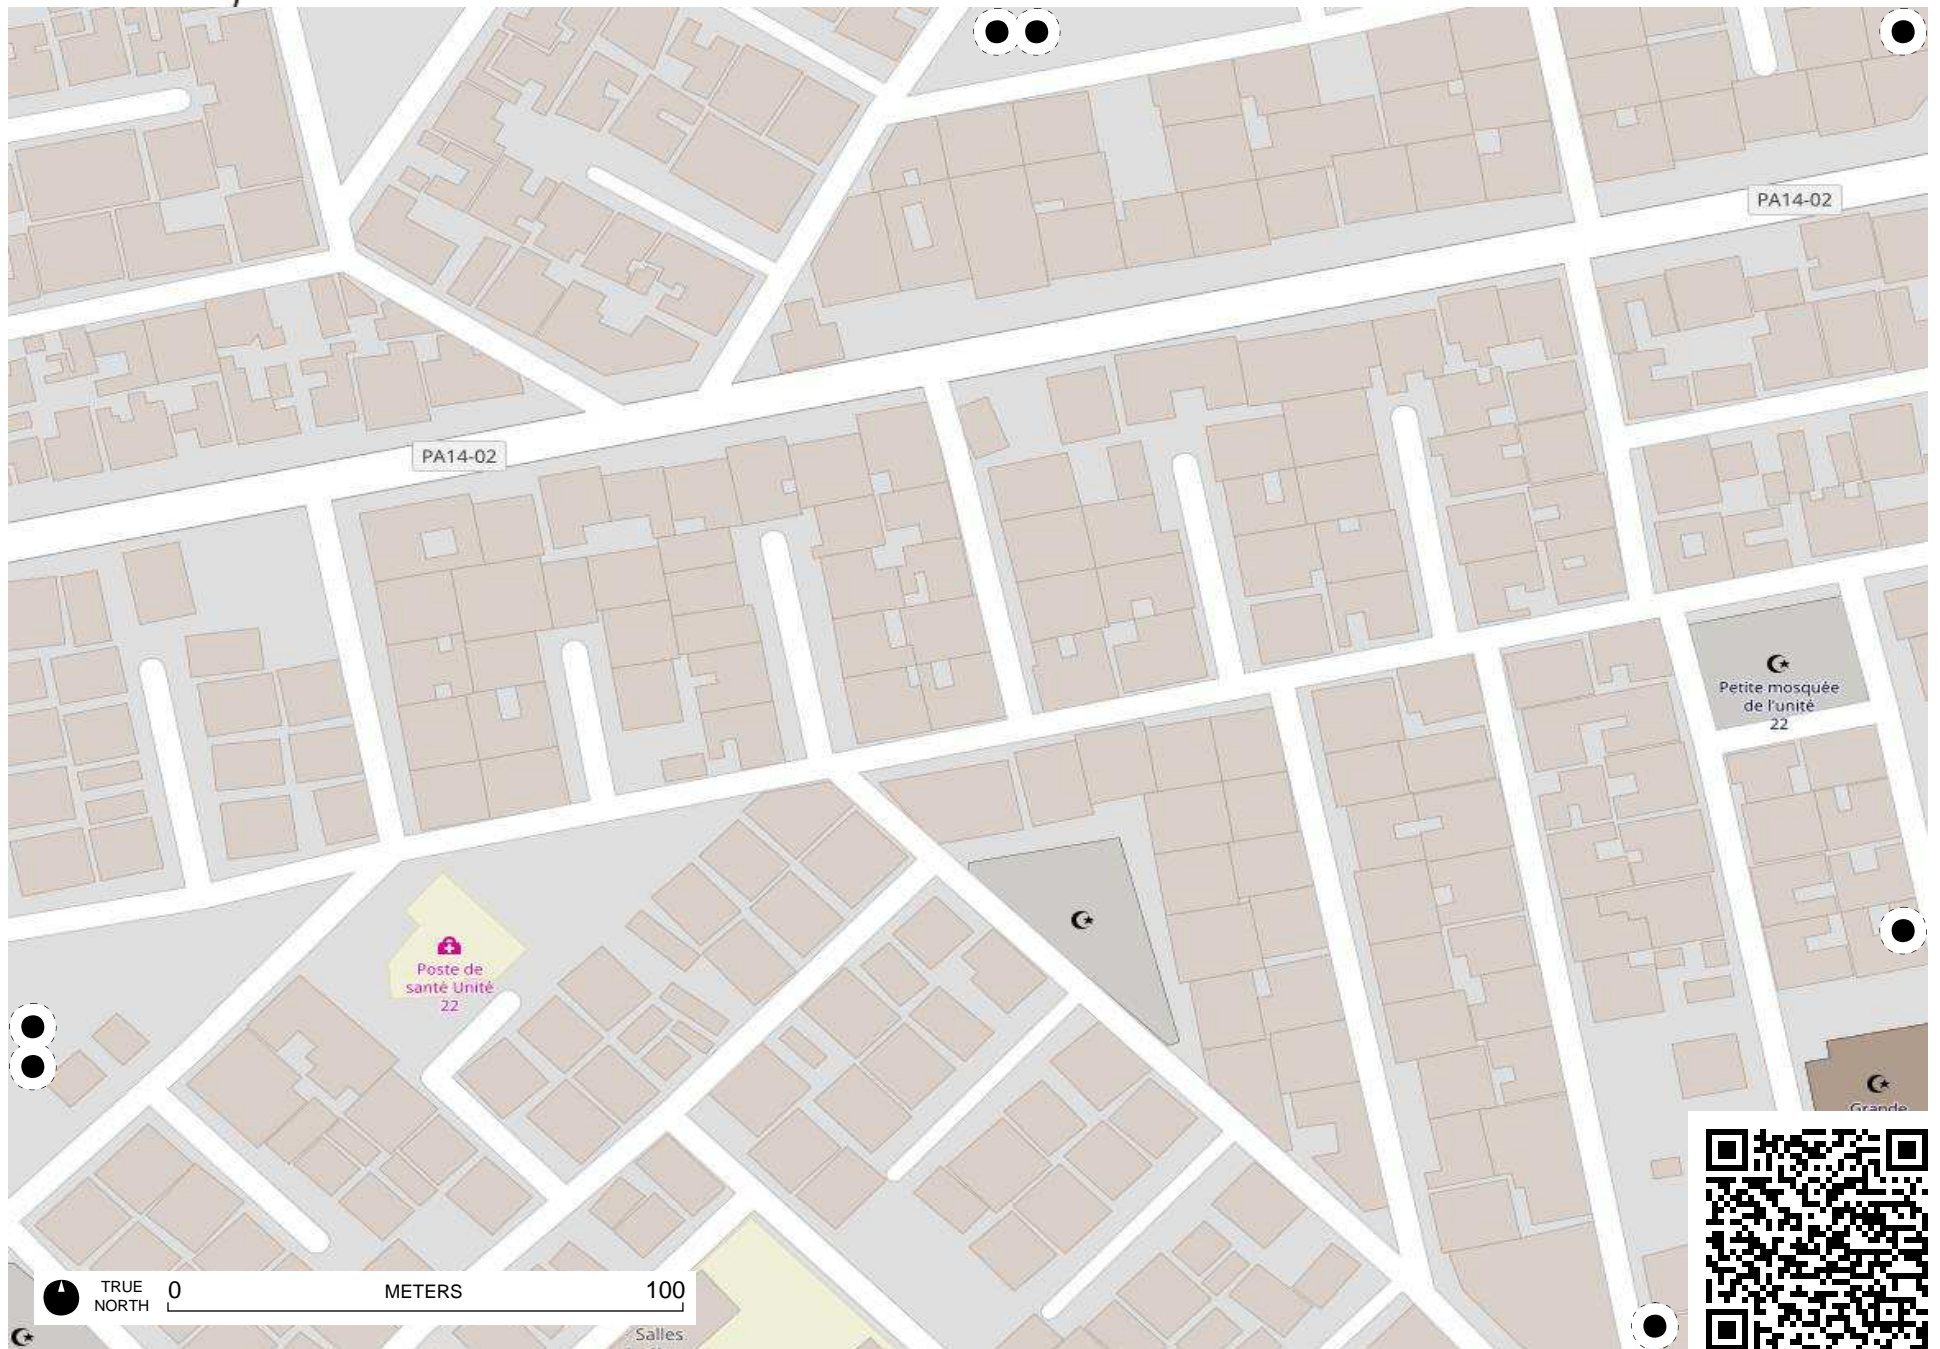 PA14-02
PA14-02
Petite mosquée
de l'unité
22
Poste de
santé Unité
22
Grande
TRUE
NORTH
0
METERS
100
Salles